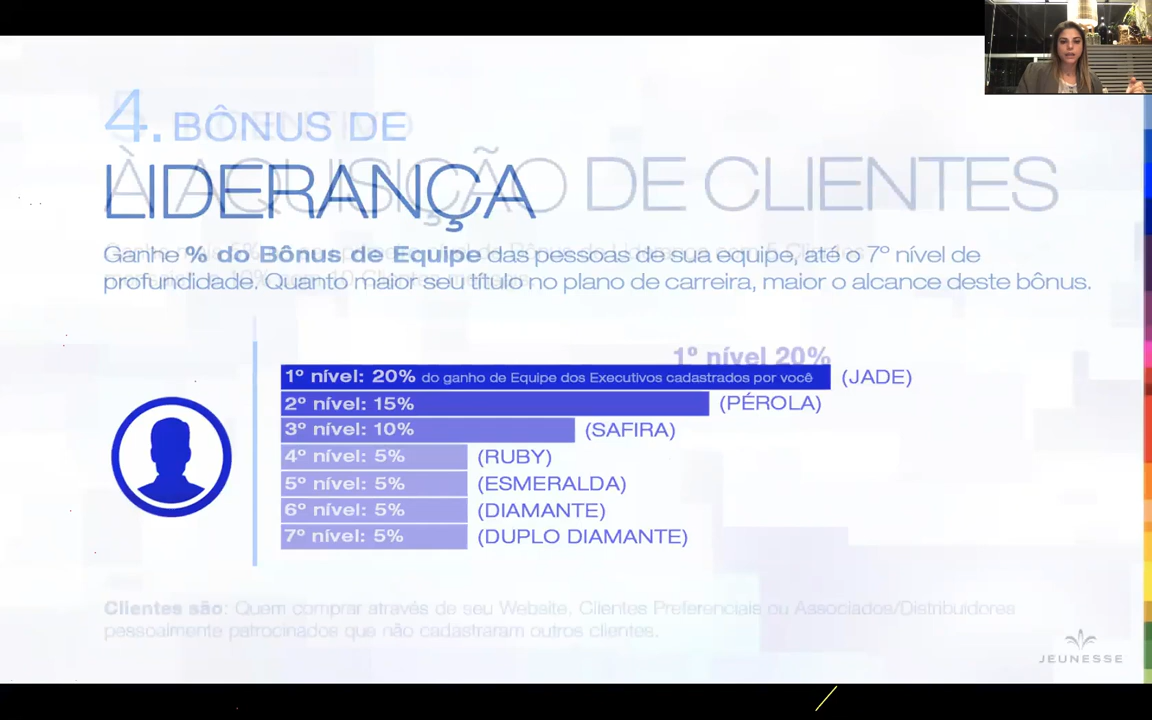 4. BÔNUS DE
LIDERANÇA
À AQUISIÇÃO DE CLIENTES
Ganhe % do Bônus de Equipe das pessoas de sua equipe, até o 7º nível de
profundidade. Quanto maior seu título no plano de carreira, maior o alcance deste bônus.
1º nível 20%
1º nível: 20% do ganho de Equipe dos Executivos cadastrados por você (JADE)
2º nível: 15% (PÉROLA)
3º nível: 10% (SAFIRA)
4º nível: 5% (RUBY)
5º nível: 5% (ESMERALDA)
6º nível: 5% (DIAMANTE)
7º nível: 5% (DUPLO DIAMANTE)
Clientes são: Quem comprar através de seu Website, Clientes Preferenciais ou Associados/Distribuidores
pessoalmente patrocinados que não cadastraram outros clientes.
JEUNESSE